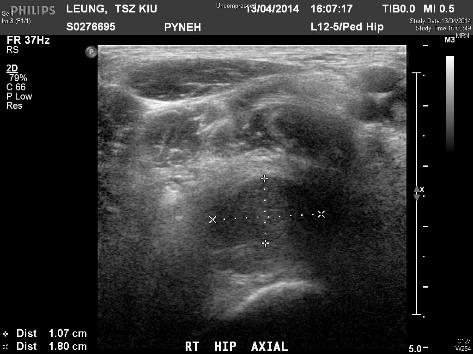 PHILIPS
LEUNG, TSZ KIU
13/04/2014
TIB0.0 MI 0.5
S0276695
PYNEH
16:07:17
L12-5/Ped Hip
FR 37Hz
RS
M3
2D
79%
C 66
P Low
Res
P
x
Dist 1.07 cm
Dist 1.80 cm
RT HIP AXIAL
5.0